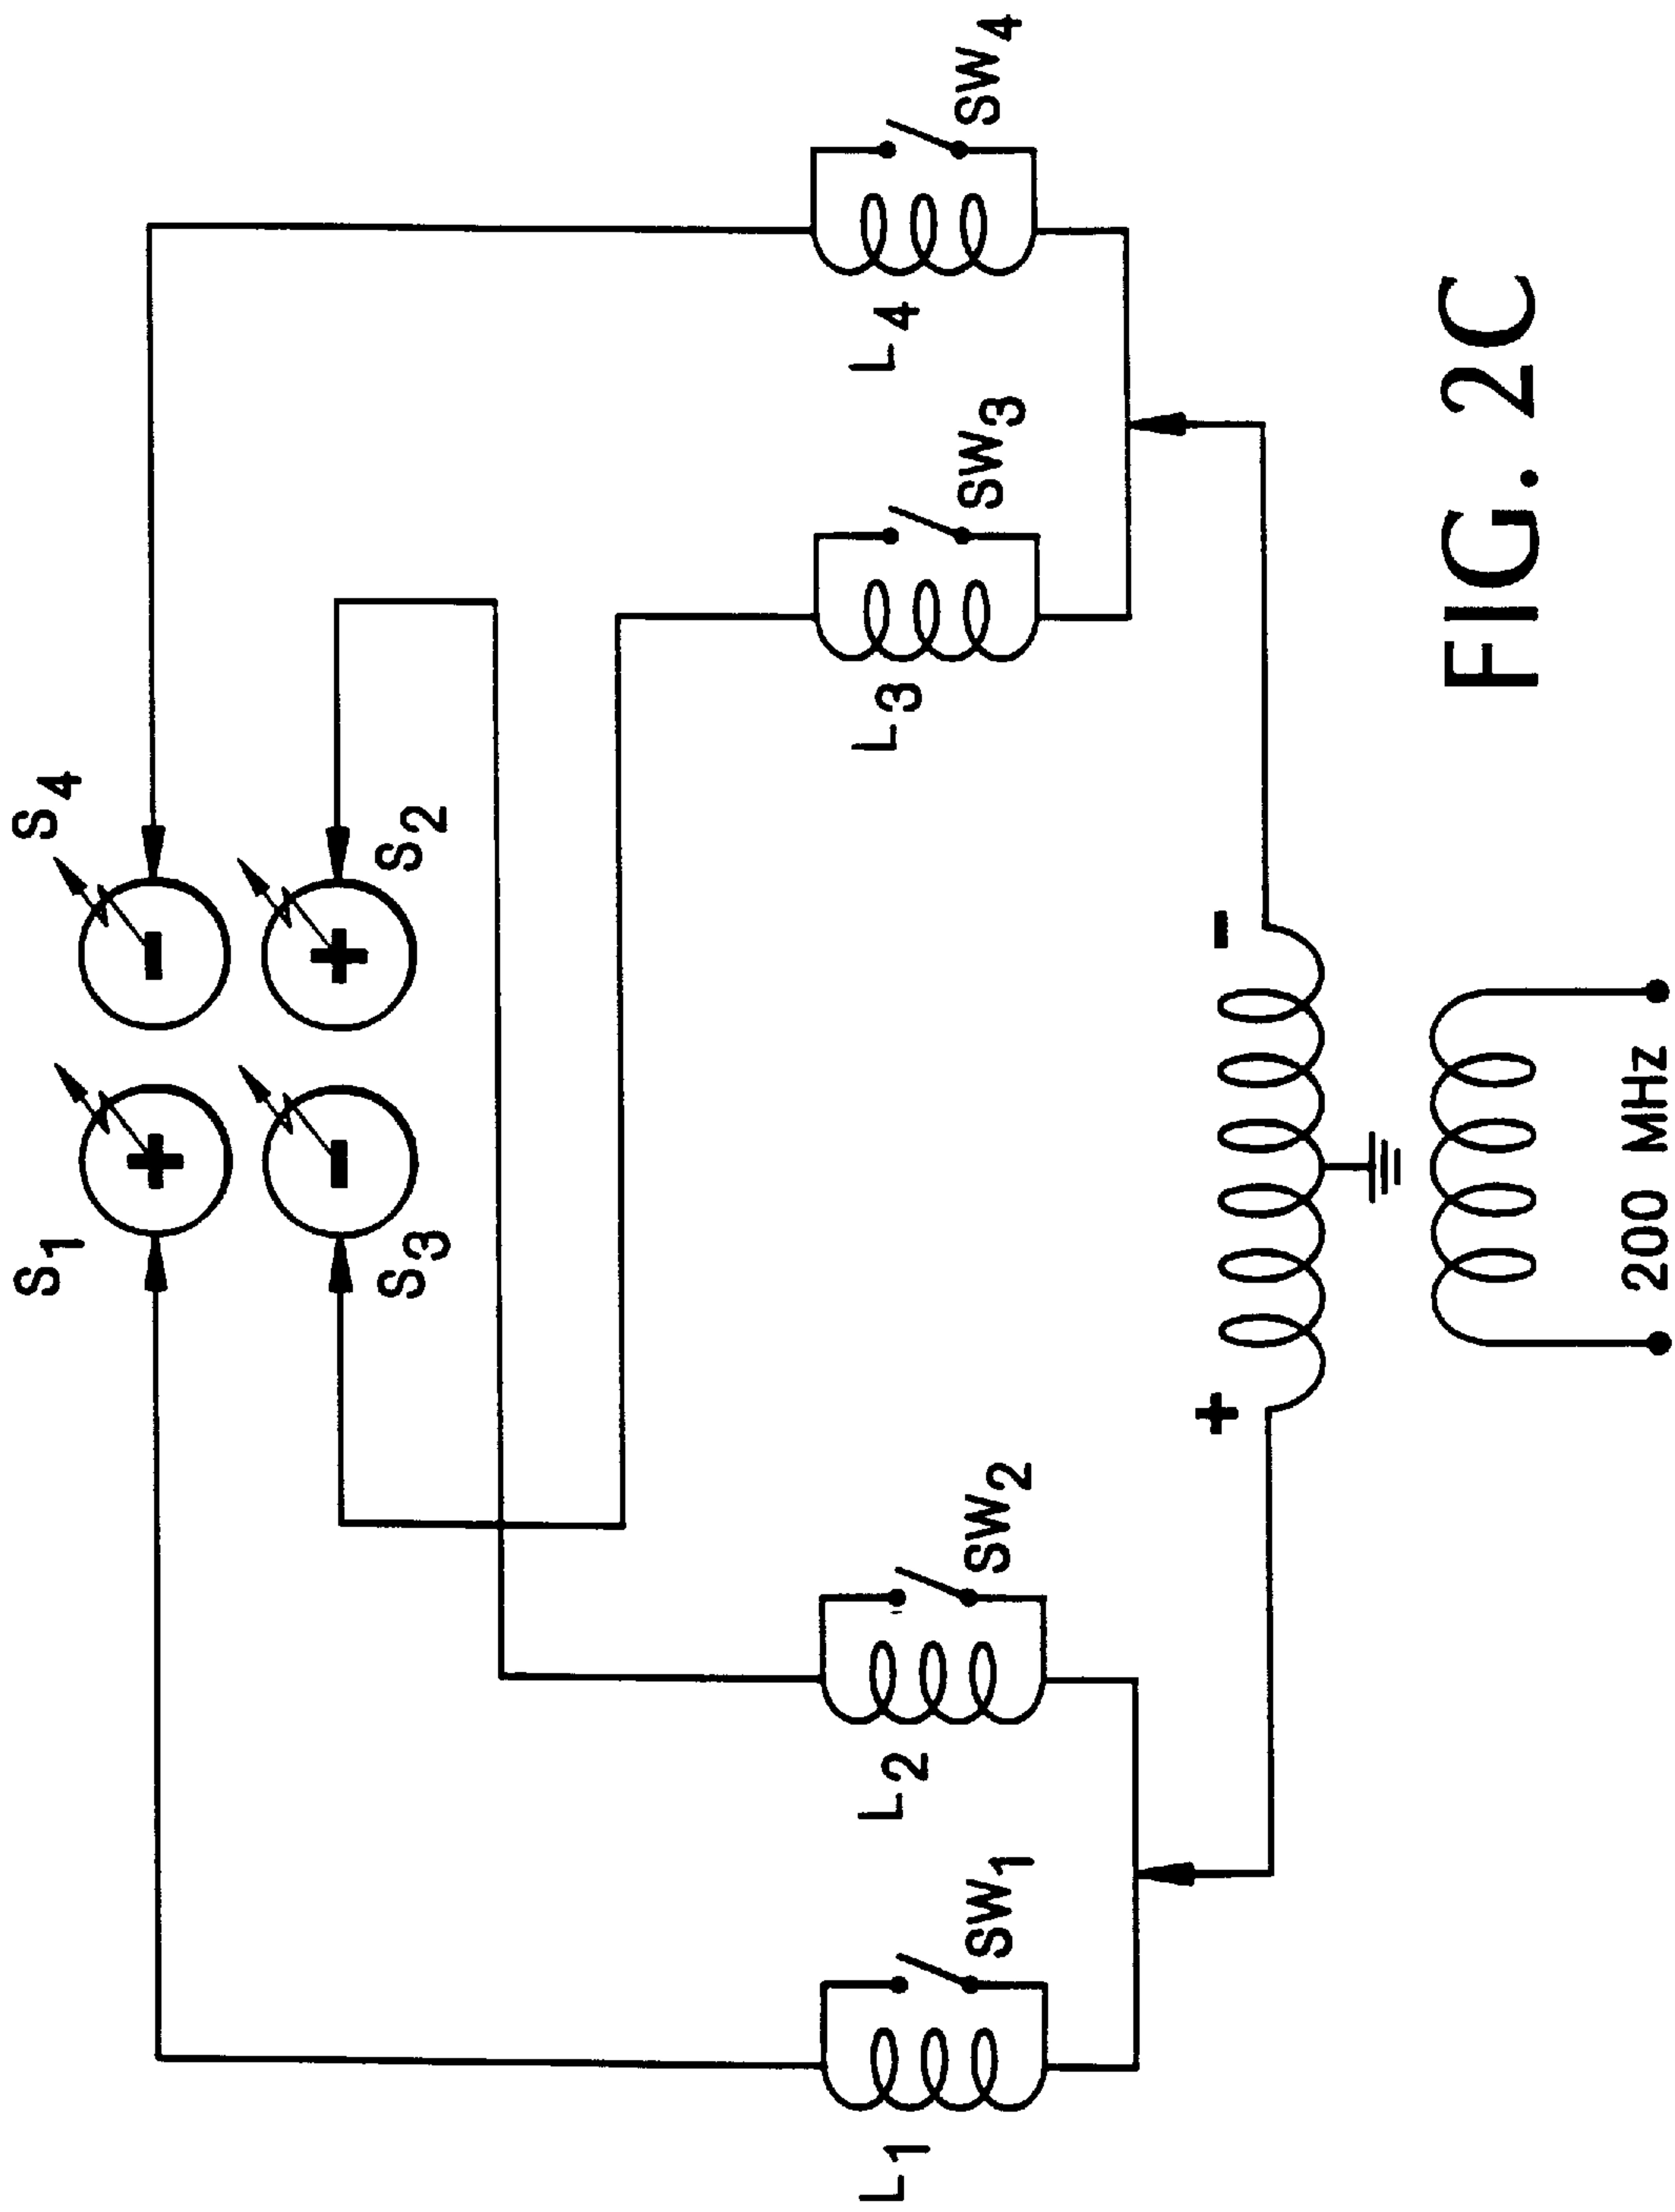 S1 S4
S3 S2
+ -
- +
L1 SW1 L2 SW2 L3 SW3 L4 SW4
+ -
200 MHz
FIG. 2C